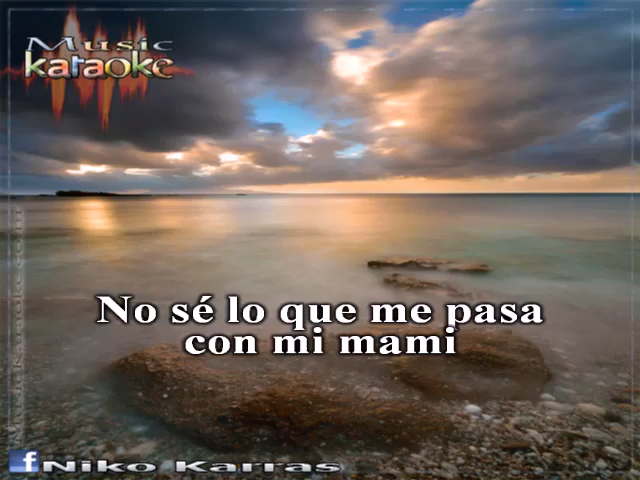 Music
karaoke
No sé lo que me pasa
con mi mami
f Niko Karras